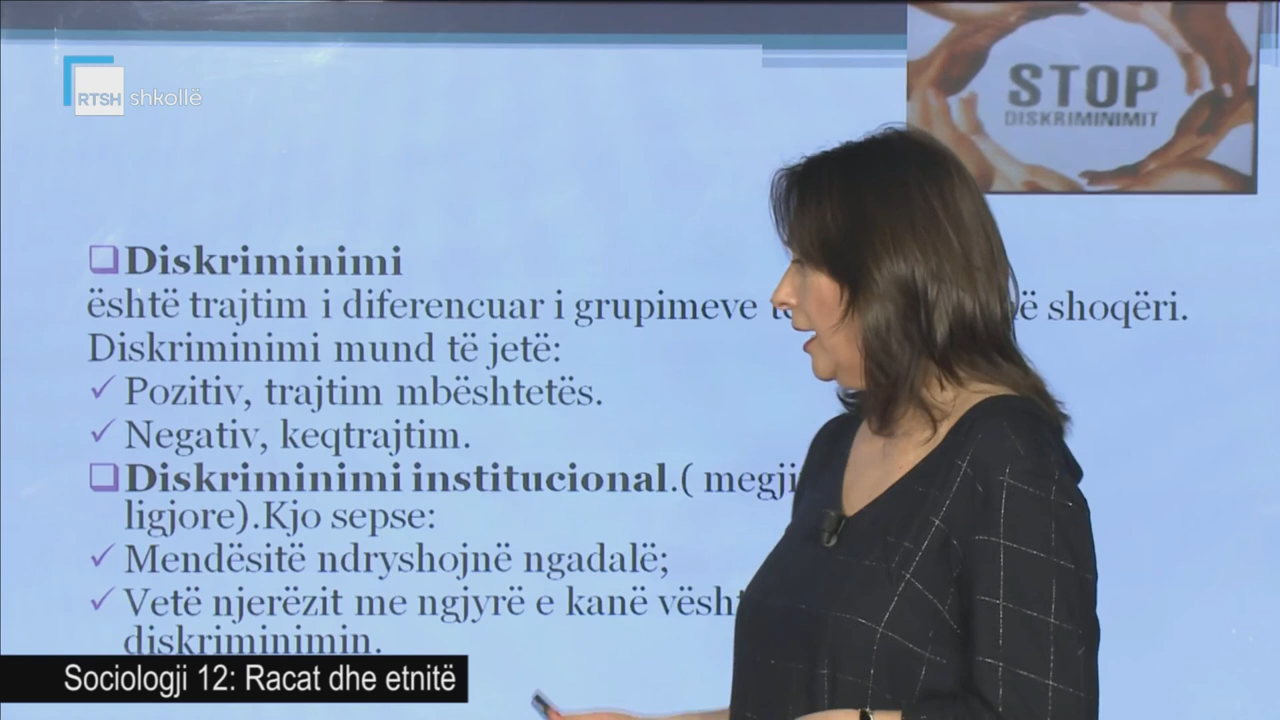 RTSH shkollë
STOP
DISKRIMINIMIT
Diskriminimi
është trajtim i diferencuar i grupimeve shoqëri.
Diskriminimi mund të jetë:
Pozitiv, trajtim mbështetës.
Negativ, keqtrajtim.
Diskriminimi institucional.( megji
ligjore).Kjo sepse:
Mendësitë ndryshojnë ngadalë;
Vetë njerëzit me ngjyrë e kanë vësht
diskriminimin.
Sociologji 12: Racat dhe etnitë